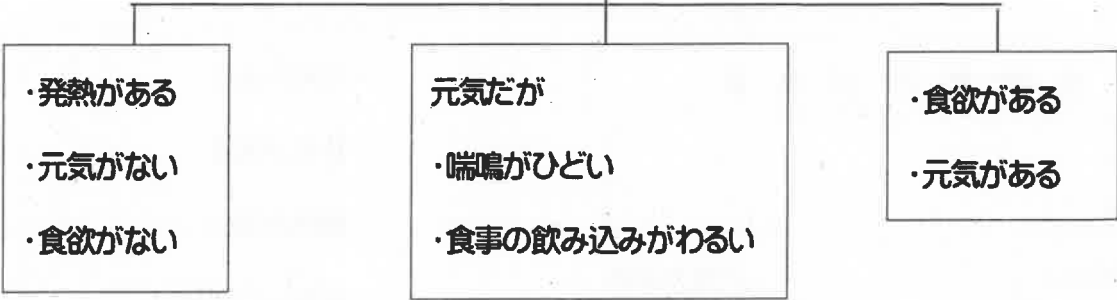 ・発熱がある
・元気がない
・食欲がない
元気だが
・喘鳴がひどい
・食事の飲み込みがわるい
・食欲がある
・元気がある